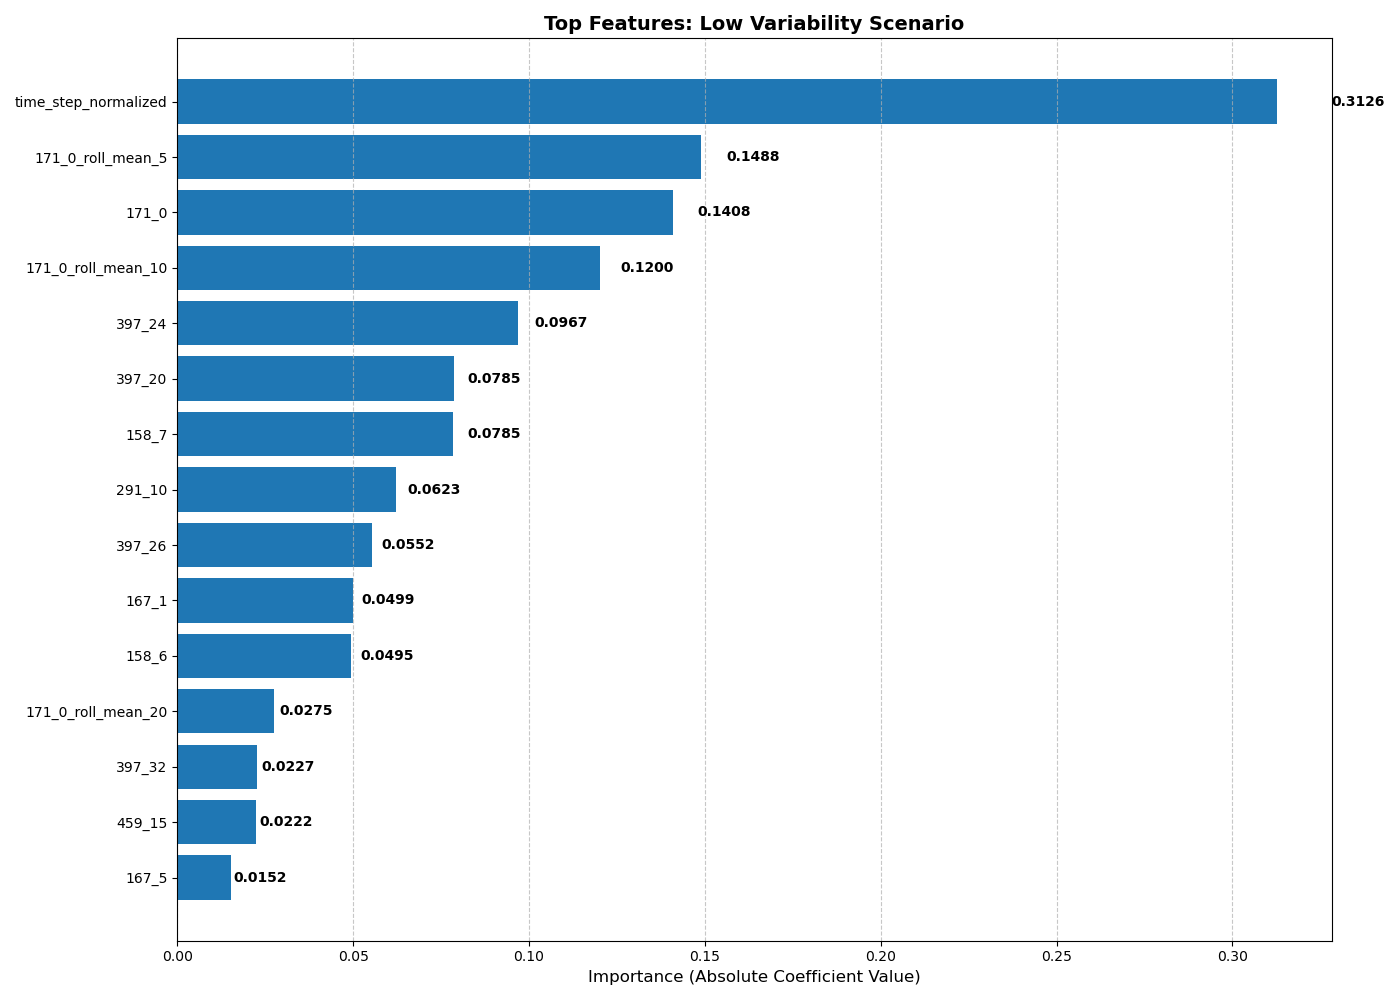 Top Features: Low Variability Scenario
time_step_normalized 0.3126
171_0_roll_mean_5 0.1488
171_0 0.1408
171_0_roll_mean_10 0.1200
397_24 0.0967
397_20 0.0785
158_7 0.0785
291_10 0.0623
397_26 0.0552
167_1 0.0499
158_6 0.0495
171_0_roll_mean_20 0.0275
397_32 0.0227
459_15 0.0222
167_5 0.0152
0.00 0.05 0.10 0.15 0.20 0.25 0.30
Importance (Absolute Coefficient Value)